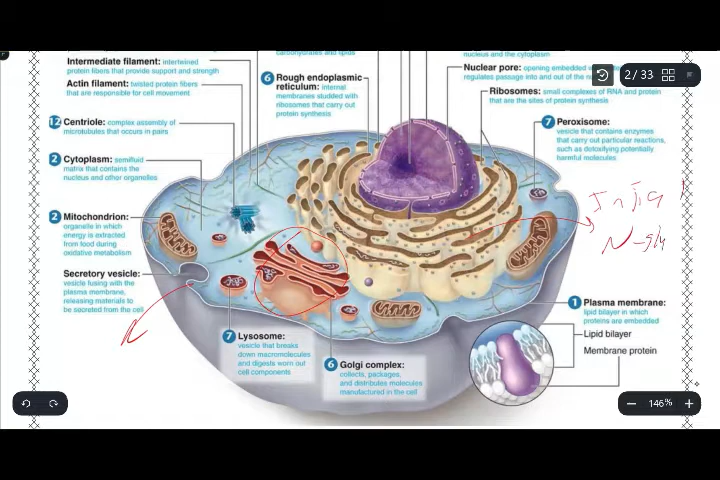 carbohydrates and lipids
nucleus and the cytoplasm
Intermediate filament: intertwined
protein fibers that provide support and strength
Actin filament: twisted protein fibers
that are responsible for cell movement
12 Centriole: complex assembly of
microtubules that occurs in pairs
2 Cytoplasm: semifluid
matrix that contains the
nucleus and other organelles
2 Mitochondrion:
organelle in which
energy is extracted
from food during
oxidative metabolism
Secretory vesicle:
vesicle fusing with the
plasma membrane,
releasing materials to
be secreted from the cell
6 Rough endoplasmic
reticulum: internal
membranes studded with
ribosomes that carry out
protein synthesis
Nuclear pore: opening embedded
regulates passage into and out of the
Ribosomes: small complexes of RNA and protein
that are the sites of protein synthesis
7 Peroxisome:
vesicle that contains enzymes
that carry out particular reactions,
such as detoxifying potentially
harmful molecules
7 Lysosome:
vesicle that breaks
down macromolecules
and digests worn out
cell components
6 Golgi complex:
collects, packages,
and distributes molecules
manufactured in the cell
1 Plasma membrane:
lipid bilayer in which
proteins are embedded
Lipid bilayer
Membrane protein
2 / 33
146%